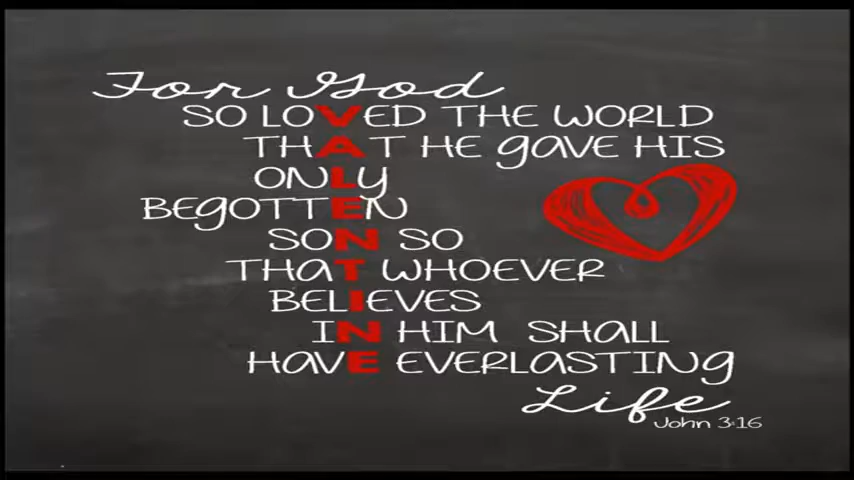 For God
SO LOVED THE WORLD
THAT HE gAVE HIS
ONLY
BEgOTTEN
SON SO
THAT WHOEVER
BELIEVES
IN HIM SHALL
HAVE EVERLASTINg
Life
John 3:16